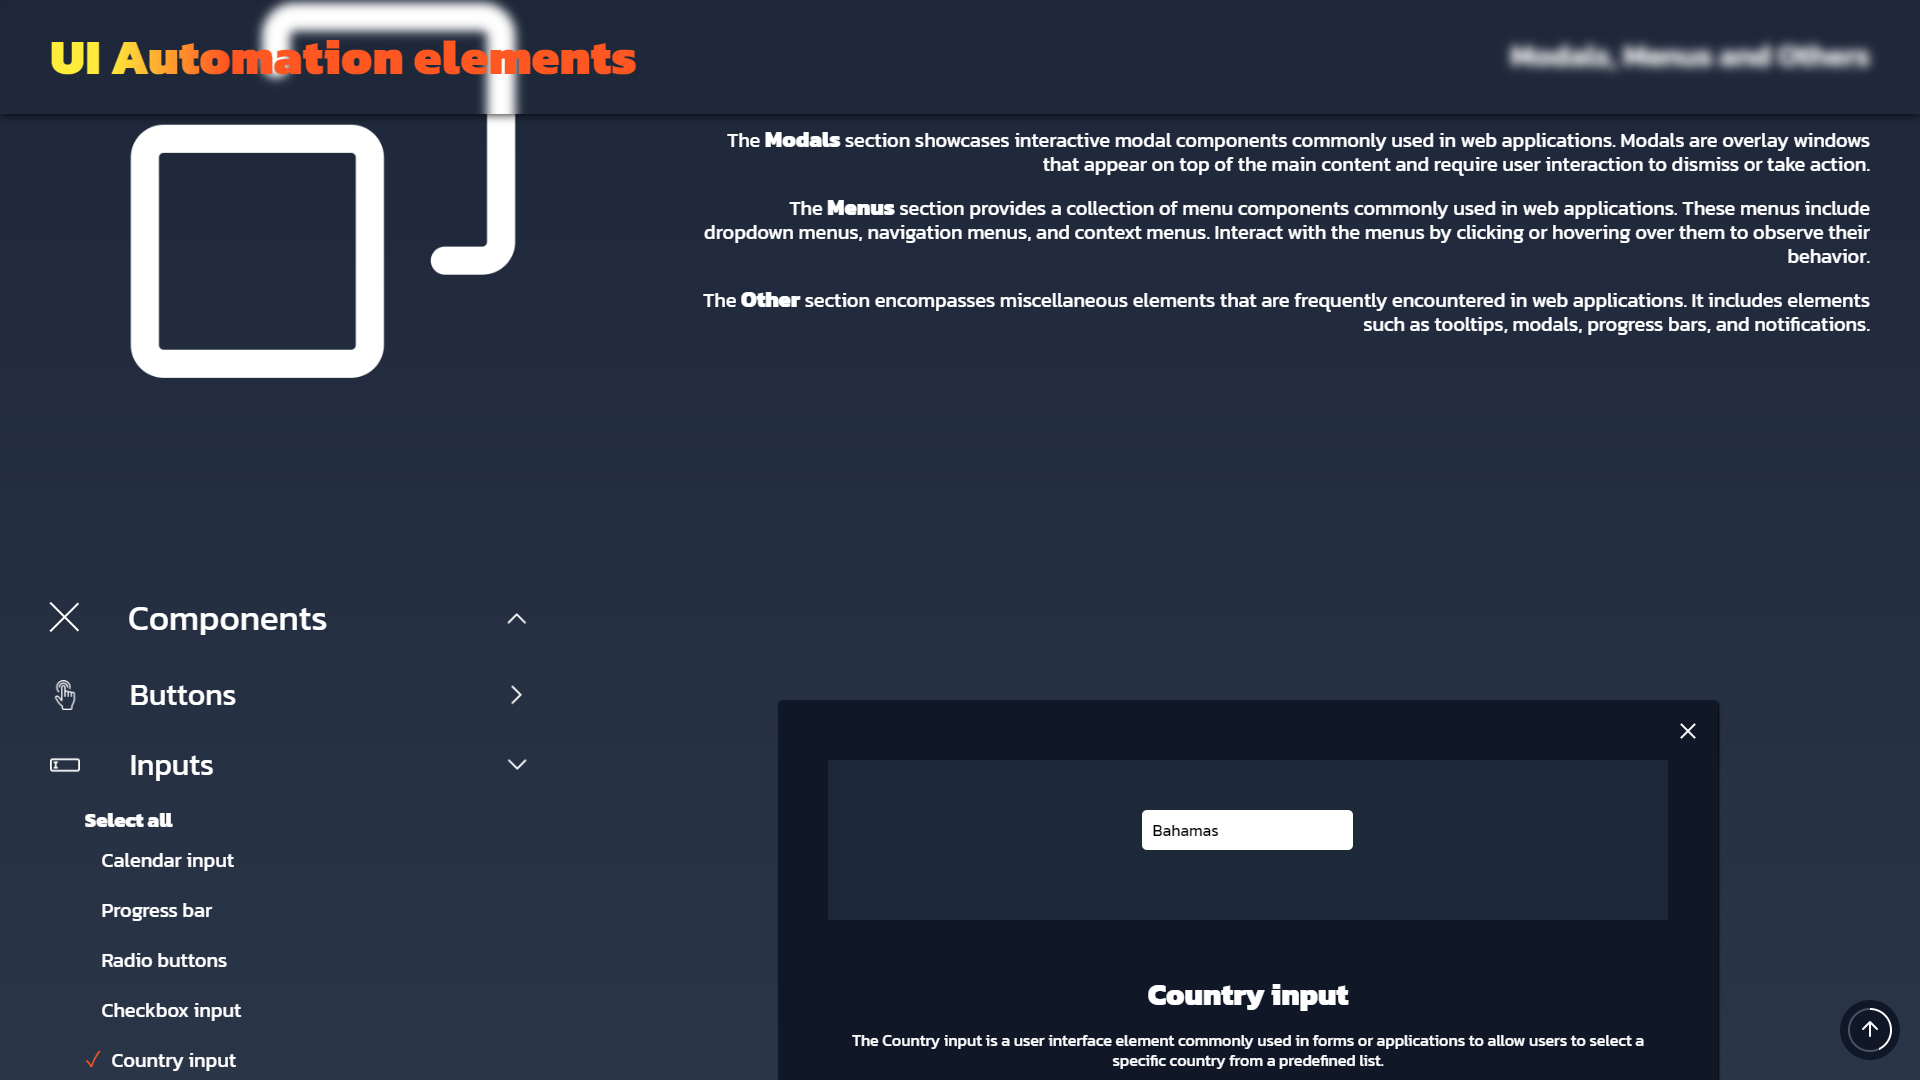 UI Automation elements
Modals, Menus and Others
The Modals section showcases interactive modal components commonly used in web applications. Modals are overlay windows
that appear on top of the main content and require user interaction to dismiss or take action.
The Menus section provides a collection of menu components commonly used in web applications. These menus include
dropdown menus, navigation menus, and context menus. Interact with the menus by clicking or hovering over them to observe their
behavior.
The Other section encompasses miscellaneous elements that are frequently encountered in web applications. It includes elements
such as tooltips, modals, progress bars, and notifications.
Components
Buttons
Inputs
Select all
Calendar input
Progress bar
Radio buttons
Checkbox input
✓ Country input
Bahamas
Country input
The Country input is a user interface element commonly used in forms or applications to allow users to select a
specific country from a predefined list.